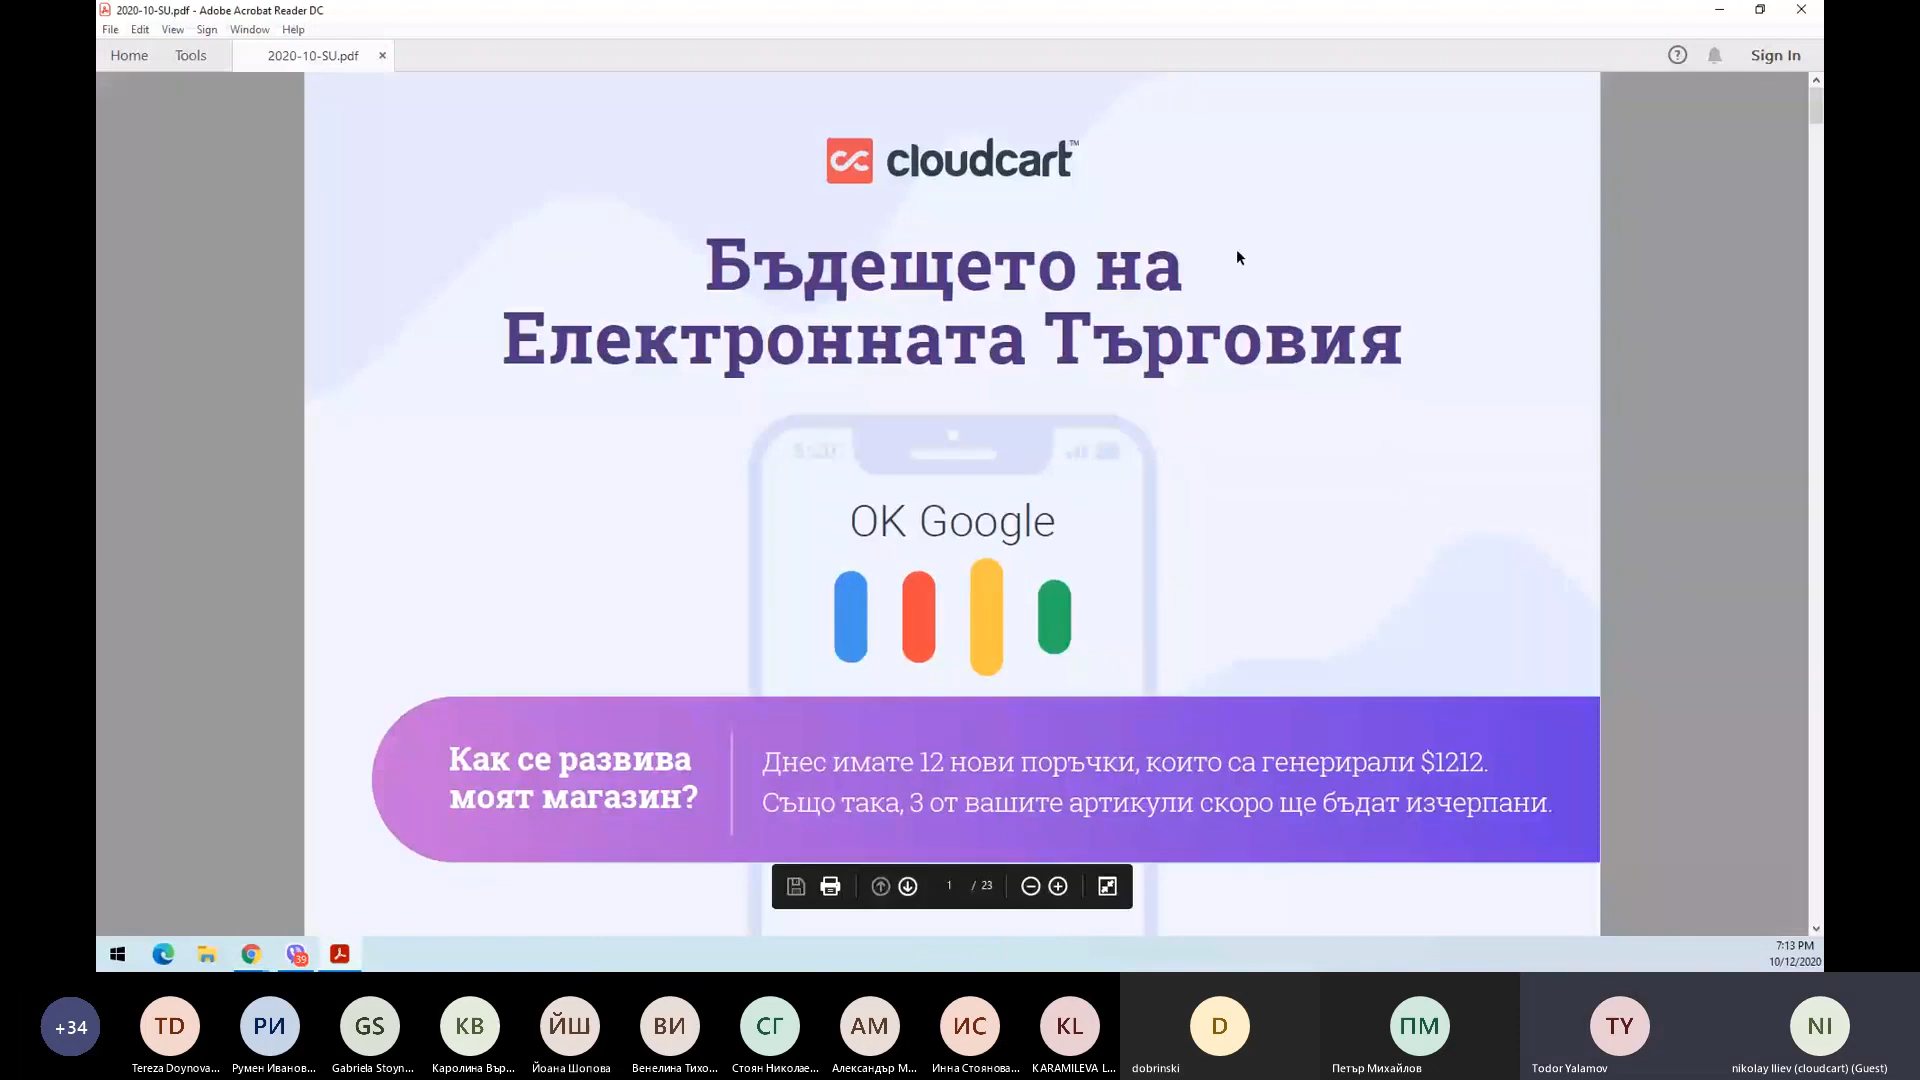 2020-10-SU.pdf - Adobe Acrobat Reader DC
File Edit View Sign Window Help
Home Tools 2020-10-SU.pdf × Sign In
cloudcart™
Бъдещето на
Електронната Търговия
OK Google
Как се развива
моят магазин?
Днес имате 12 нови поръчки, които са генерирали $1212.
Също така, 3 от вашите артикули скоро ще бъдат изчерпани.
1 / 23
39
7:13 PM
10/12/2020
+34 TD РИ GS КВ ЙШ ВИ СГ АМ ИС KL D ПМ TY NI
Tereza Doynova... Румен Иванов... Gabriela Stoyn... Каролина Вър... Йоана Шопова Венелина Тихо... Стоян Николае... Александър М... Инна Стоянова... KARAMILEVA L... dobrinski Петър Михайлов Todor Yalamov nikolay Iliev (cloudcart) (Guest)